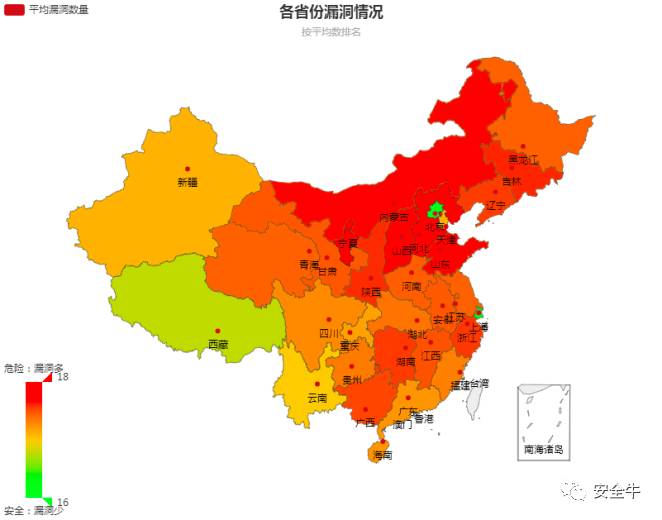 平均漏洞数量
各省份漏洞情况
按平均数排名
黑龙江
新疆
吉林
辽宁
内蒙古
北京
天津
宁夏
山西
河北
山东
青海
甘肃
陕西
河南
安徽
江苏
上海
四川
湖北
浙江
西藏
重庆
湖南
江西
贵州
福建
台湾
云南
广西
广东
香港
澳门
海南
南海诸岛
危险：漏洞多
18
16
安全：漏洞少
安全牛